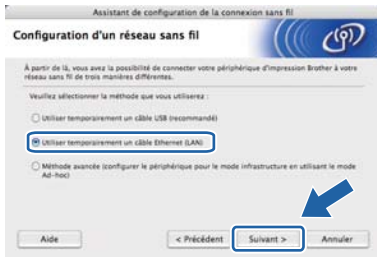 Assistant de configuration de la connexion sans fil
Configuration d'un réseau sans fil
À partir de là, vous avez la possibilité de connecter votre périphérique d'impression Brother à votre
réseau sans fil de trois manières différentes.
Veuillez sélectionner la méthode que vous utiliserez :
Utiliser temporairement un câble USB (recommandé)
Utiliser temporairement un câble Ethernet (LAN)
Méthode avancée (configurer le périphérique pour le mode infrastructure en utilisant le mode
Ad-hoc)
Aide
< Précédent
Suivant >
Annuler